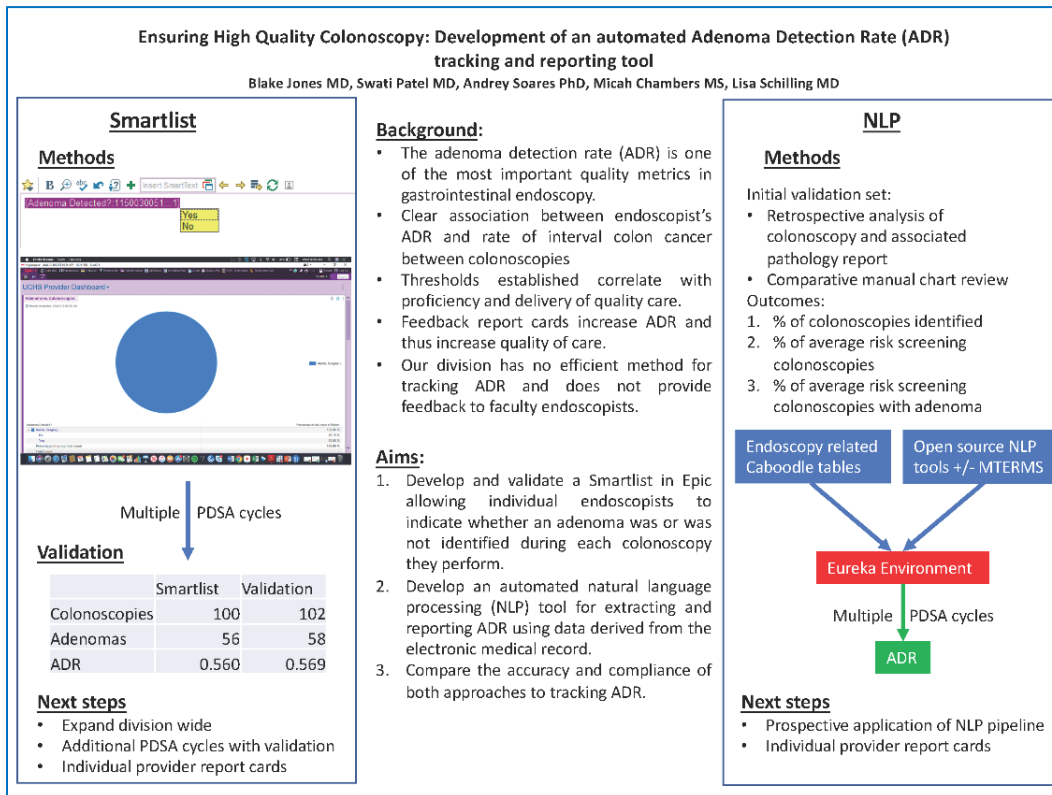 Ensuring High Quality Colonoscopy: Development of an automated Adenoma Detection Rate (ADR)
tracking and reporting tool
Blake Jones MD, Swati Patel MD, Andrey Soares PhD, Micah Chambers MS, Lisa Schilling MD
Smartlist
Methods
B
abc
Insert SmartText
Adenoma Detected? 1150030051
Yes
No
UCHS Provider Dashboard
Validation
Multiple PDSA cycles
Smartlist Validation
Colonoscopies 100 102
Adenomas 56 58
ADR 0.560 0.569
Next steps
• Expand division wide
• Additional PDSA cycles with validation
• Individual provider report cards
Background:
• The adenoma detection rate (ADR) is one
of the most important quality metrics in
gastrointestinal endoscopy.
• Clear association between endoscopist's
ADR and rate of interval colon cancer
between colonoscopies
• Thresholds established correlate with
proficiency and delivery of quality care.
• Feedback report cards increase ADR and
thus increase quality of care.
• Our division has no efficient method for
tracking ADR and does not provide
feedback to faculty endoscopists.
Aims:
1. Develop and validate a Smartlist in Epic
allowing individual endoscopists to
indicate whether an adenoma was or was
not identified during each colonoscopy
they perform.
2. Develop an automated natural language
processing (NLP) tool for extracting and
reporting ADR using data derived from the
electronic medical record.
3. Compare the accuracy and compliance of
both approaches to tracking ADR.
NLP
Methods
Initial validation set:
• Retrospective analysis of
colonoscopy and associated
pathology report
• Comparative manual chart review
Outcomes:
1. % of colonoscopies identified
2. % of average risk screening
colonoscopies
3. % of average risk screening
colonoscopies with adenoma
Endoscopy related
Caboodle tables
Open source NLP
tools +/- MTERMS
Eureka Environment
Multiple PDSA cycles
ADR
Next steps
• Prospective application of NLP pipeline
• Individual provider report cards